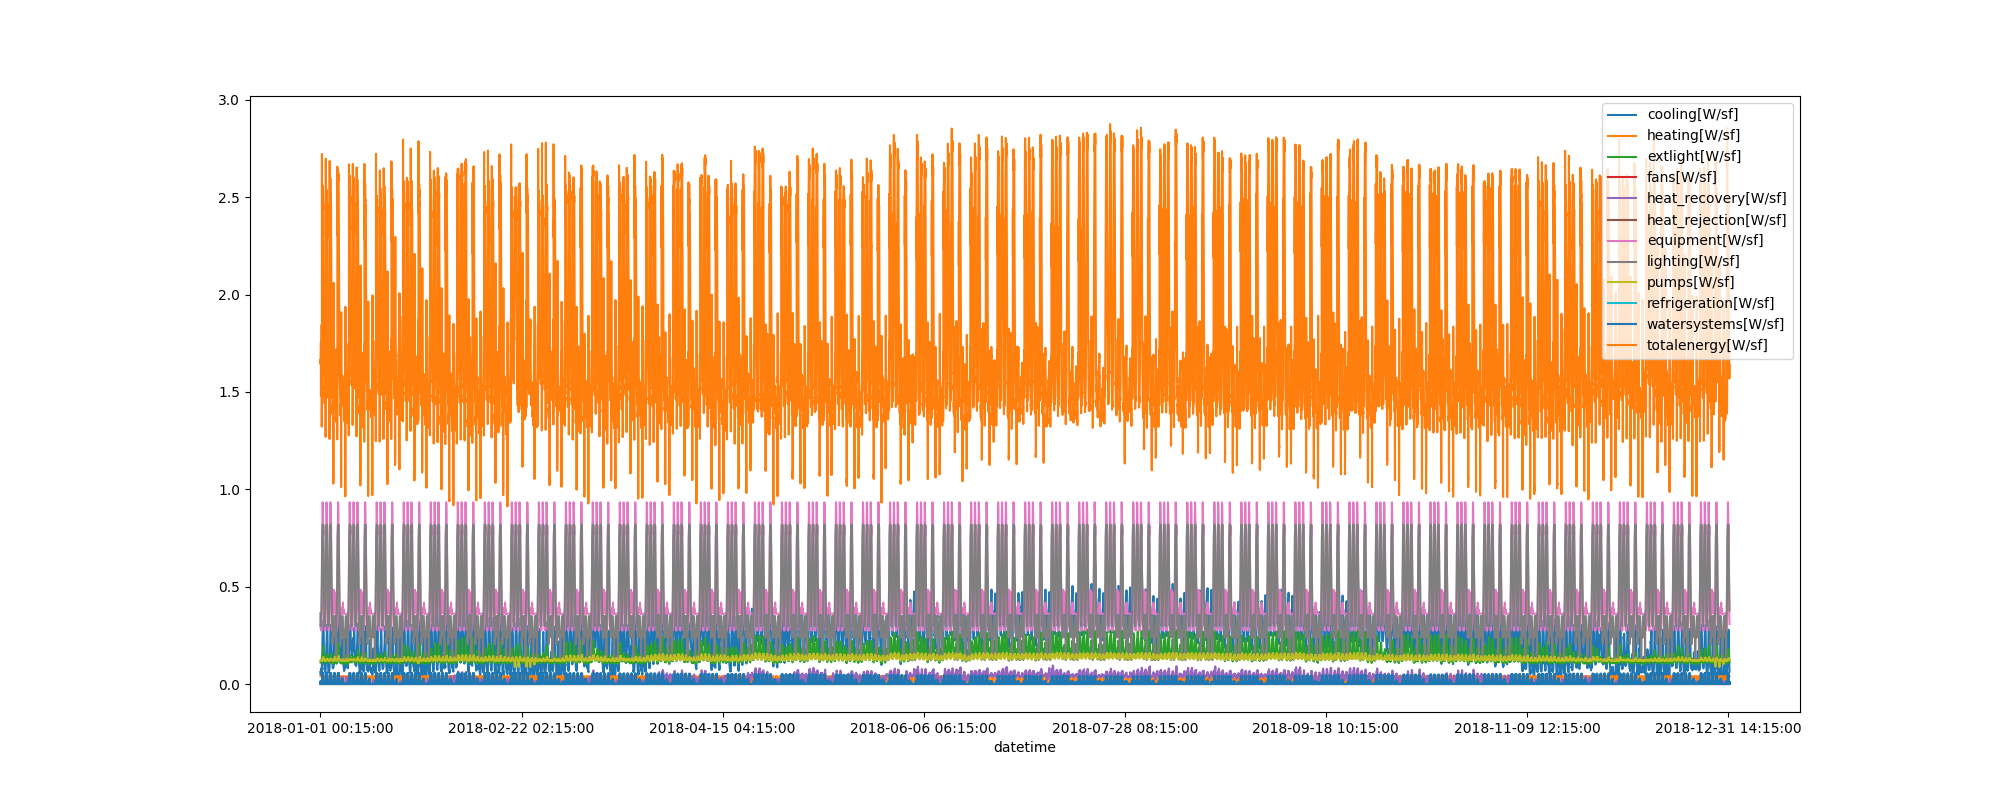 3.0
2.5
2.0
1.5
1.0
0.5
0.0
cooling[W/sf]
heating[W/sf]
extlight[W/sf]
fans[W/sf]
heat_recovery[W/sf]
heat_rejection[W/sf]
equipment[W/sf]
lighting[W/sf]
pumps[W/sf]
refrigeration[W/sf]
watersystems[W/sf]
totalenergy[W/sf]
2018-01-01 00:15:00 2018-02-22 02:15:00 2018-04-15 04:15:00 2018-06-06 06:15:00 2018-07-28 08:15:00 2018-09-18 10:15:00 2018-11-09 12:15:00 2018-12-31 14:15:00
datetime